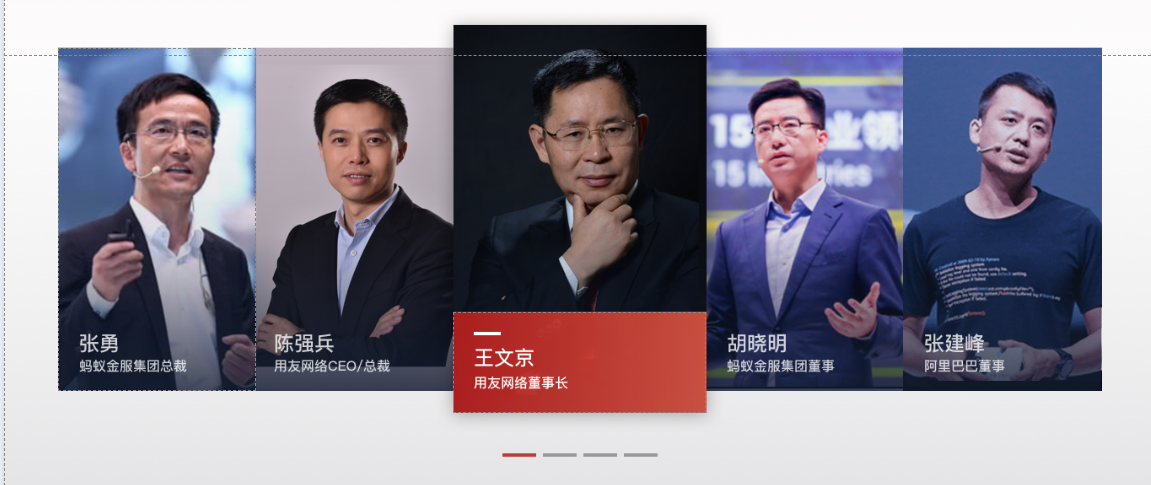 张勇
蚂蚁金服集团总裁
陈强兵
用友网络CEO/总裁
王文京
用友网络董事长
胡晓明
蚂蚁金服集团董事
张建峰
阿里巴巴董事
15
业领
15
ries